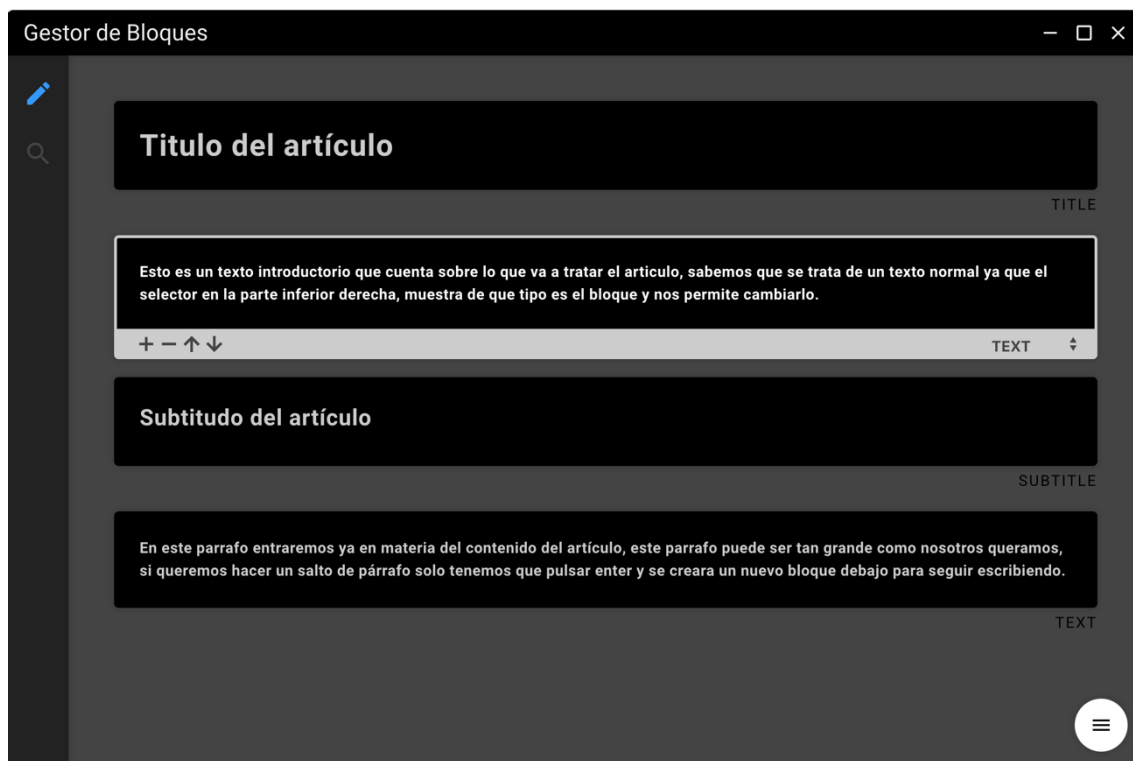 Gestor de Bloques
Titulo del artículo
TITLE
Esto es un texto introductorio que cuenta sobre lo que va a tratar el articulo, sabemos que se trata de un texto normal ya que el
selector en la parte inferior derecha, muestra de que tipo es el bloque y nos permite cambiarlo.
TEXT
Subtitudo del artículo
SUBTITLE
En este parrafo entraremos ya en materia del contenido del artículo, este parrafo puede ser tan grande como nosotros queramos,
si queremos hacer un salto de párrafo solo tenemos que pulsar enter y se creara un nuevo bloque debajo para seguir escribiendo.
TEXT